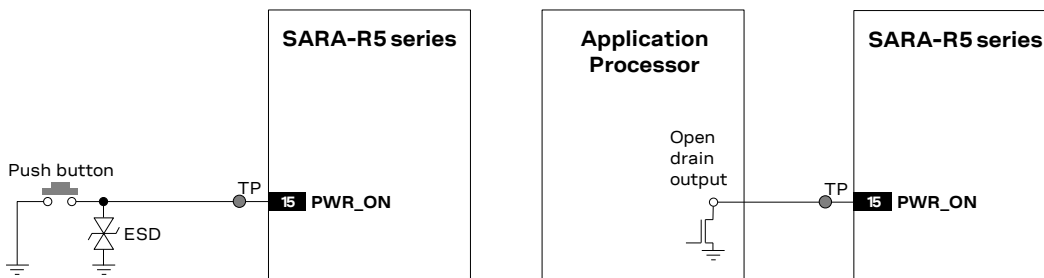 SARA-R5 series
Push button
TP
15 PWR_ON
ESD
Application
Processor
Open
drain
output
SARA-R5 series
TP
15 PWR_ON